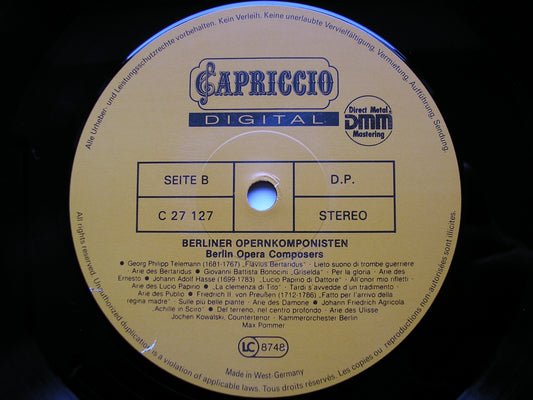 Alle Urheber- und Leistungsschutzrechte vorbehalten. Kein Verleih. Keine unerlaubte Vervielfältigung, Vermietung, Aufführung, Sendung.
CAPRICCIO
DIGITAL
Direct Metal
DMM
Mastering
SEITE B
D.P.
C 27 127
STEREO
BERLINER OPERNKOMPONISTEN
Berlin Opera Composers
● Georg Philipp Telemann (1681-1767) „Flavius Bertaridus" · Lieto suono di trombe guerriere
Arie des Bertaridus ● Giovanni Battista Bononcini „Griselda" · Per la gloria · Arie des
Ernesto ● Johann Adolf Hasse (1699-1783) „Lucio Papirio di Datore" · All'onor mio rifletti ·
Arie des Lucio Papirio ● „La clemenza di Tito" · Tardi s'avvede d'un tradimento ·
Arie des Publio ● Friedrich II. von Preußen (1712-1786) „Fatto per l'arrivo della
regina madre" · Sulle più belle piante · Arie des Damone ● Johann Friedrich Agricola
„Achille in Sciro" ● Del terreno, nel centro profondo · Arie des Ulisse
Jochen Kowalski, Countertenor · Kammerorchester Berlin
Max Pommer
LC 8748
Made in West-Germany
All rights reserved. Unauthorized duplication is a violation of applicable laws. Tous droits réservés. Les copies ou reproductions non autorisées sont illicites.